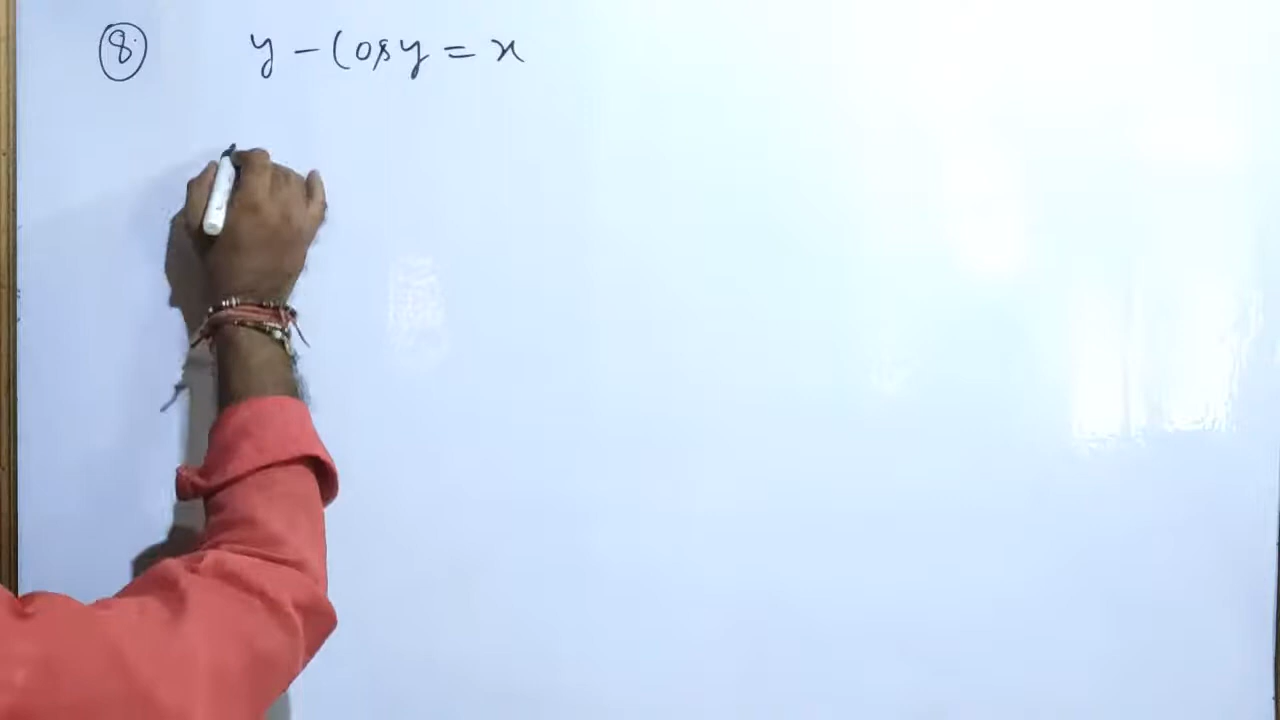 8. y - Cos y = x